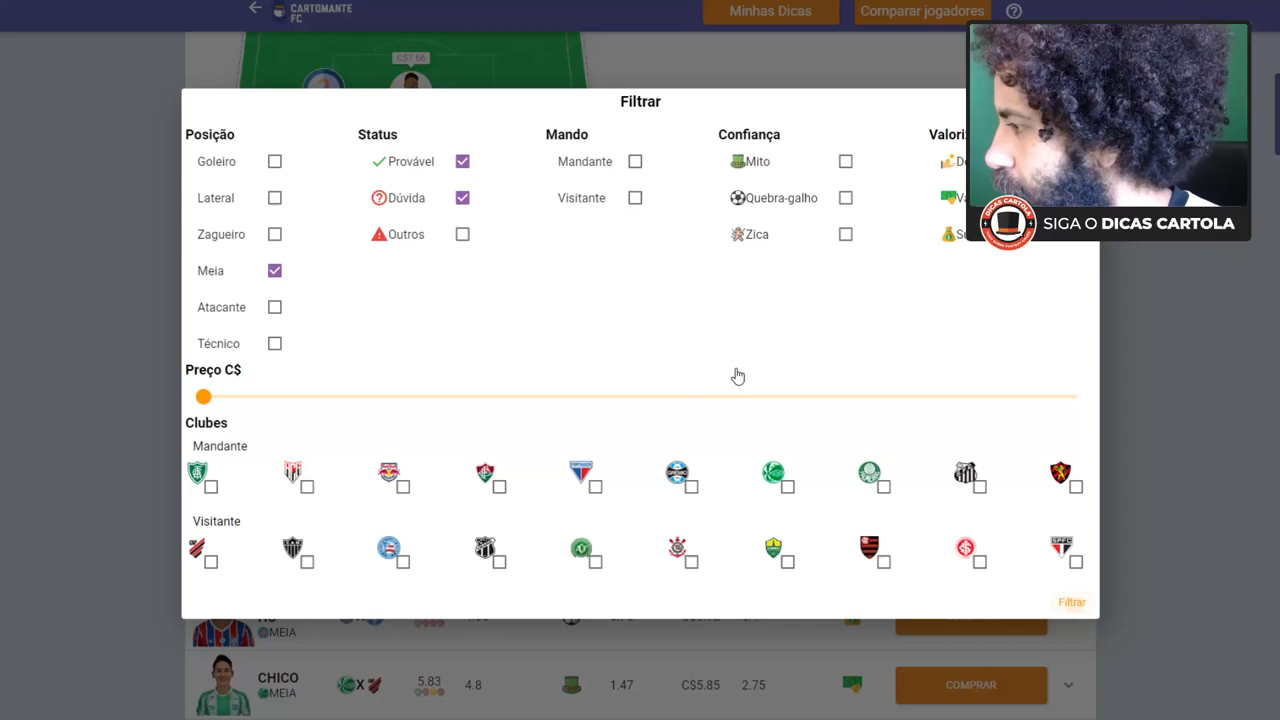 CARTOMANTE
FC
Minhas Dicas
Comparar jogadores
C$7.66
Filtrar
Posição
Goleiro
Lateral
Zagueiro
Meia
Atacante
Técnico
Status
Provável
Dúvida
Outros
Mando
Mandante
Visitante
Confiança
Mito
Quebra-galho
Zica
DICAS CARTOLA
SIGA O DICAS CARTOLA
Preço C$
Clubes
Mandante
Visitante
Filtrar
MEIA
CHICO
MEIA
X
5.83
4.8
1.47
C$5.85
2.75
COMPRAR